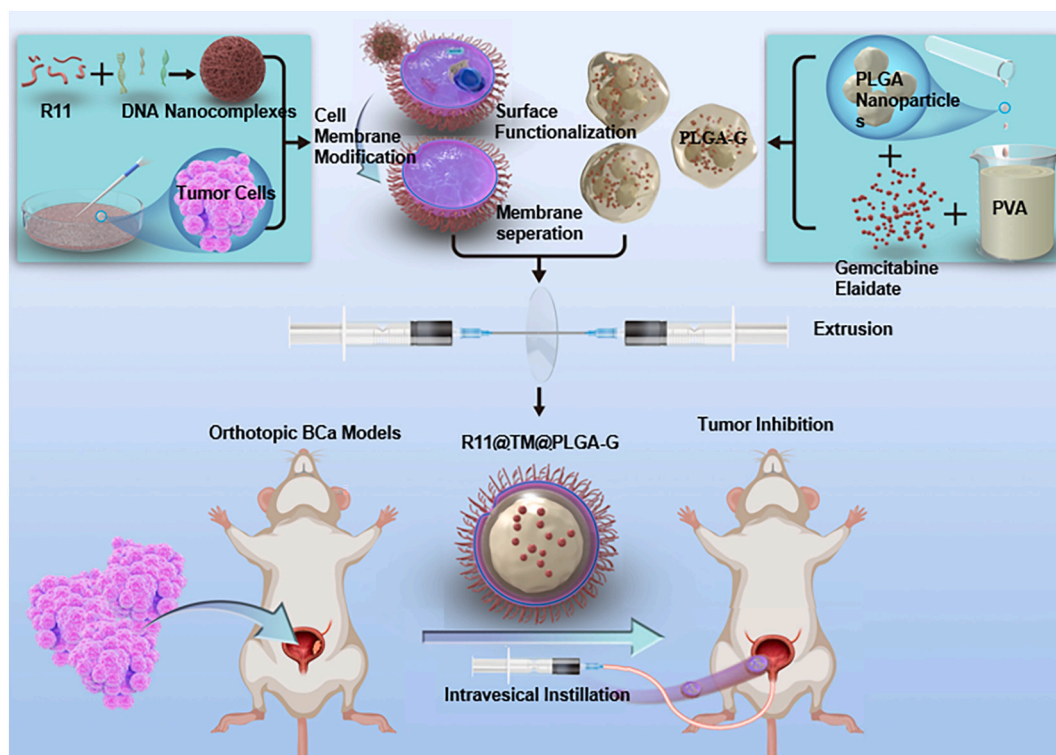 R11
DNA Nanocomplexes
Tumor Cells
Cell
Membrane
Modification
Surface
Functionalization
Membrane
seperation
PLGA-G
PLGA
Nanoparticle
s
PVA
Gemcitabine
Elaidate
Extrusion
Orthotopic BCa Models
R11@TM@PLGA-G
Tumor Inhibition
Intravesical Instillation